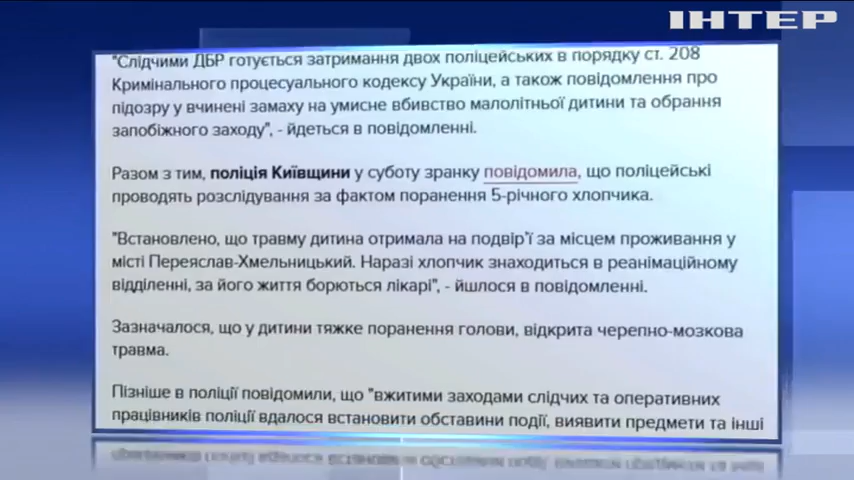 ІНТЕР
"Слідчими ДБР готується затримання двох поліцейських в порядку ст. 208
Кримінального процесуального кодексу України, а також повідомлення про
підозру у вчинені замаху на умисне вбивство малолітньої дитини та обрання
запобіжного заходу", - йдеться в повідомленні.
Разом з тим, поліція Київщини у суботу зранку повідомила, що поліцейські
проводять розслідування за фактом поранення 5-річного хлопчика.
"Встановлено, що травму дитина отримала на подвір'ї за місцем проживання у
місті Переяслав-Хмельницький. Наразі хлопчик знаходиться в реанімаційному
відділенні, за його життя борються лікарі", - йшлося в повідомленні.
Зазначалося, що у дитини тяжке поранення голови, відкрита черепно-мозкова
травма.
Пізніше в поліції повідомили, що "вжитими заходами слідчих та оперативних
працівників поліції вдалося встановити обставини події, виявити предмети та інші